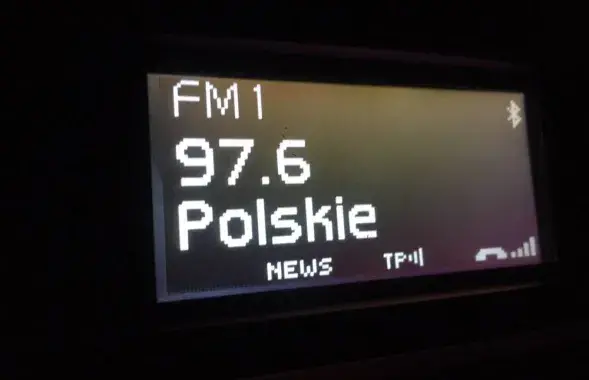 FM1
97.6
Polskie
NEWS TP